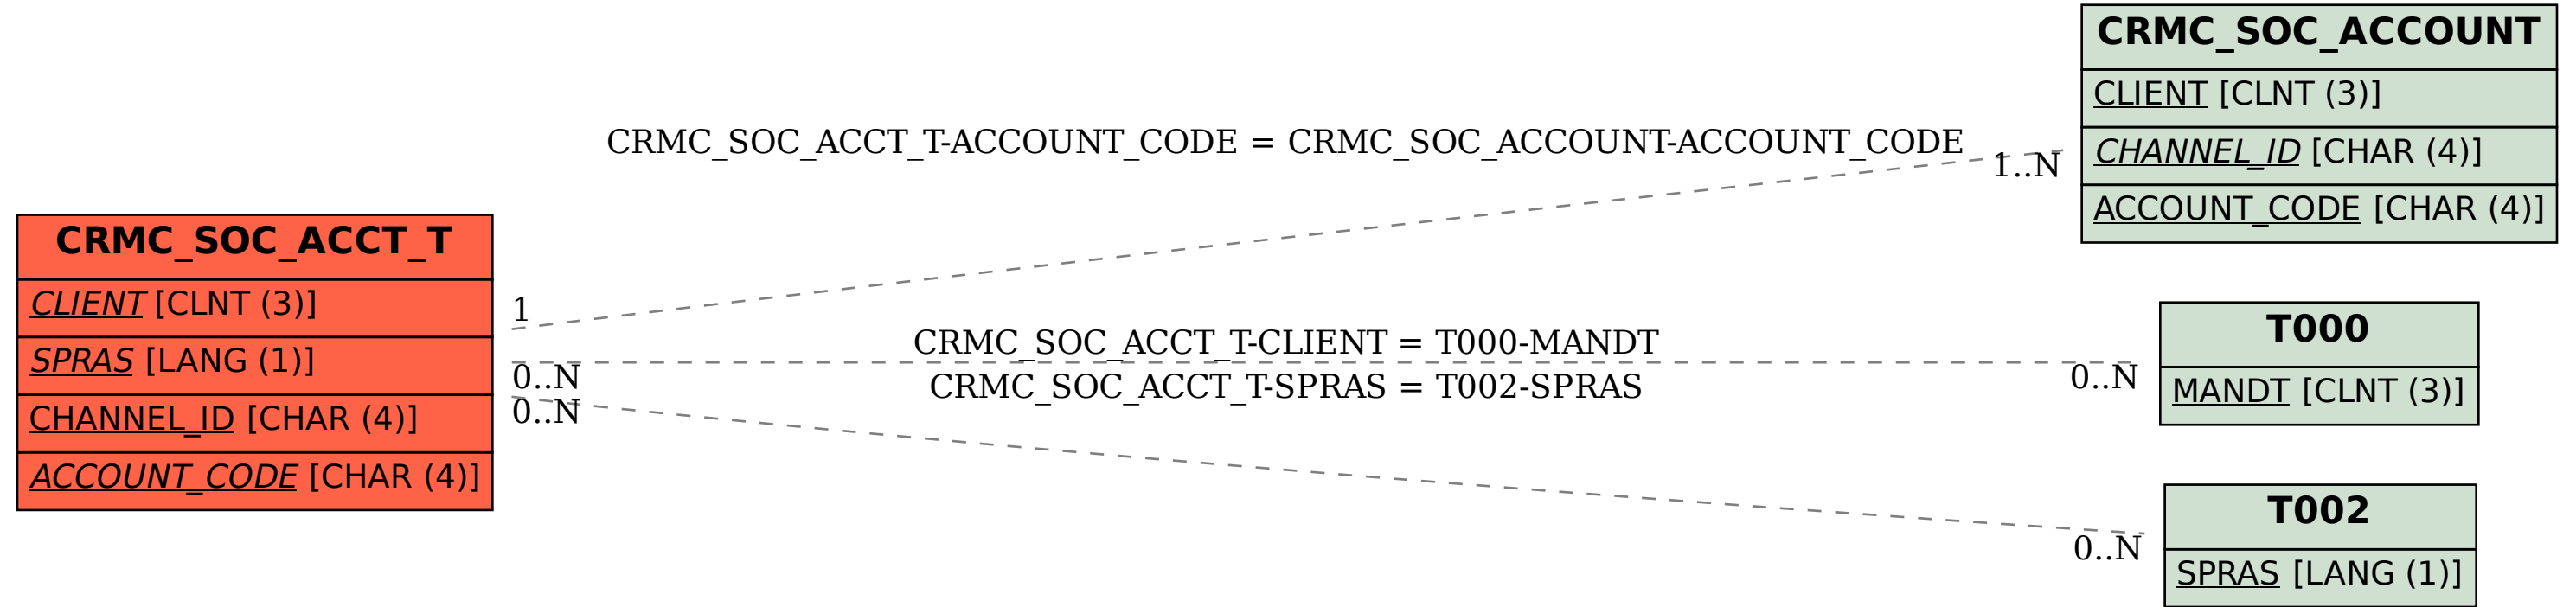 CRMC_SOC_ACCT_T
CLIENT [CLNT (3)]
SPRAS [LANG (1)]
CHANNEL_ID [CHAR (4)]
ACCOUNT_CODE [CHAR (4)]
CRMC_SOC_ACCT_T-ACCOUNT_CODE = CRMC_SOC_ACCOUNT-ACCOUNT_CODE
1
1..N
CRMC_SOC_ACCT_T-CLIENT = T000-MANDT
0..N
0..N
CRMC_SOC_ACCT_T-SPRAS = T002-SPRAS
0..N
0..N
CRMC_SOC_ACCOUNT
CLIENT [CLNT (3)]
CHANNEL_ID [CHAR (4)]
ACCOUNT_CODE [CHAR (4)]
T000
MANDT [CLNT (3)]
T002
SPRAS [LANG (1)]